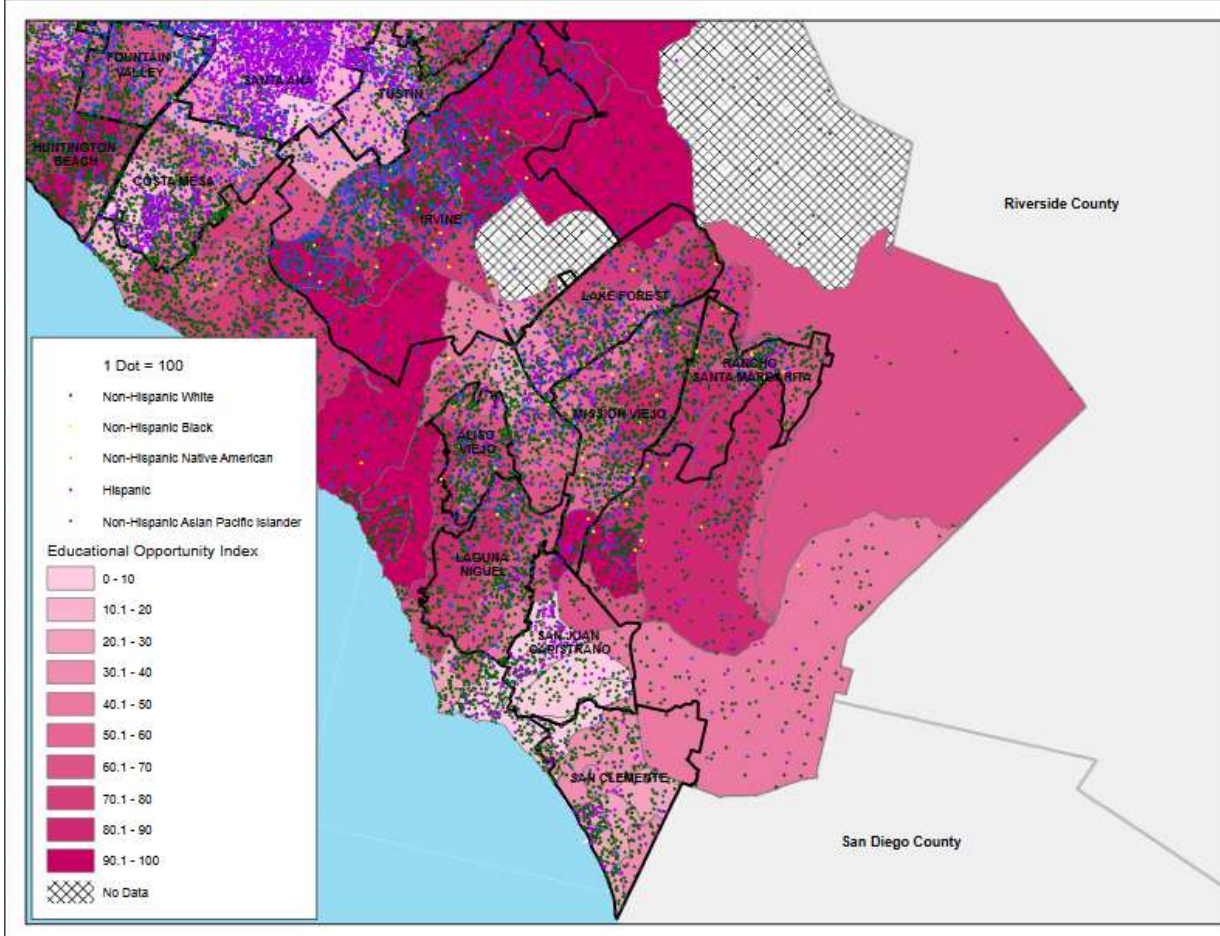 FOUNTAIN
VALLEY
SANTA ANA
TUSTIN
HUNTINGTON
BEACH
COSTA MESA
IRVINE
Riverside County
LAKE FOREST
RANCHO
SANTA MARGARITA
MISSION VIEJO
ALISO
VIEJO
LAGUNA
NIGUEL
SAN JUAN
CAPISTRANO
SAN CLEMENTE
San Diego County
1 Dot = 100
Non-Hispanic White
Non-Hispanic Black
Non-Hispanic Native American
Hispanic
Non-Hispanic Asian Pacific Islander
Educational Opportunity Index
0 - 10
10.1 - 20
20.1 - 30
30.1 - 40
40.1 - 50
50.1 - 60
60.1 - 70
70.1 - 80
80.1 - 90
90.1 - 100
No Data